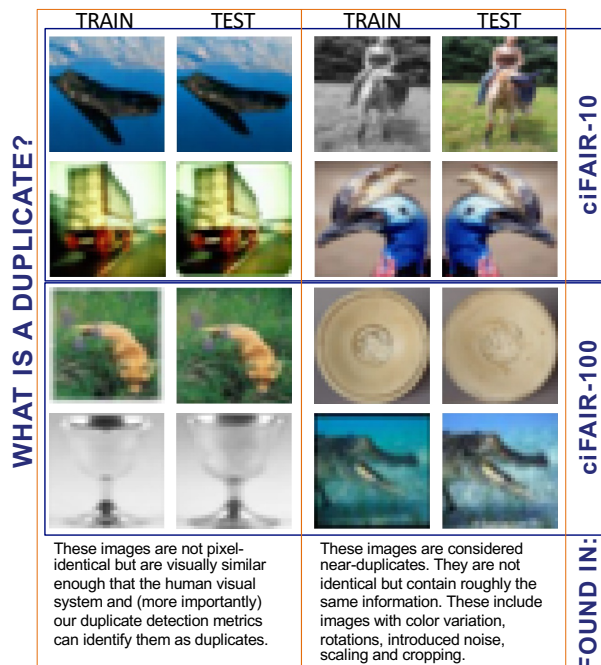 TRAIN TEST TRAIN TEST
WHAT IS A DUPLICATE?
ciFAIR-10
ciFAIR-100
FOUND IN:
These images are not pixel-
identical but are visually similar
enough that the human visual
system and (more importantly)
our duplicate detection metrics
can identify them as duplicates.
These images are considered
near-duplicates. They are not
identical but contain roughly the
same information. These include
images with color variation,
rotations, introduced noise,
scaling and cropping.